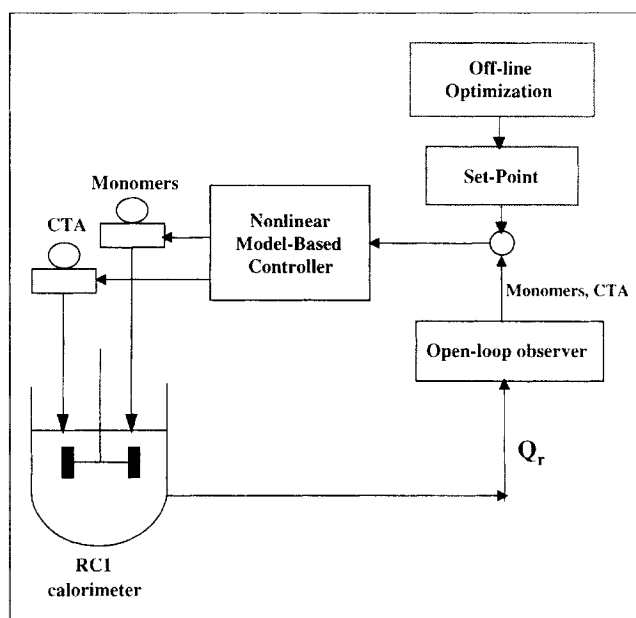 Off-line
Optimization
Set-Point
Monomers
CTA
Nonlinear
Model-Based
Controller
Monomers, CTA
Open-loop observer
Qr
RC1
calorimeter